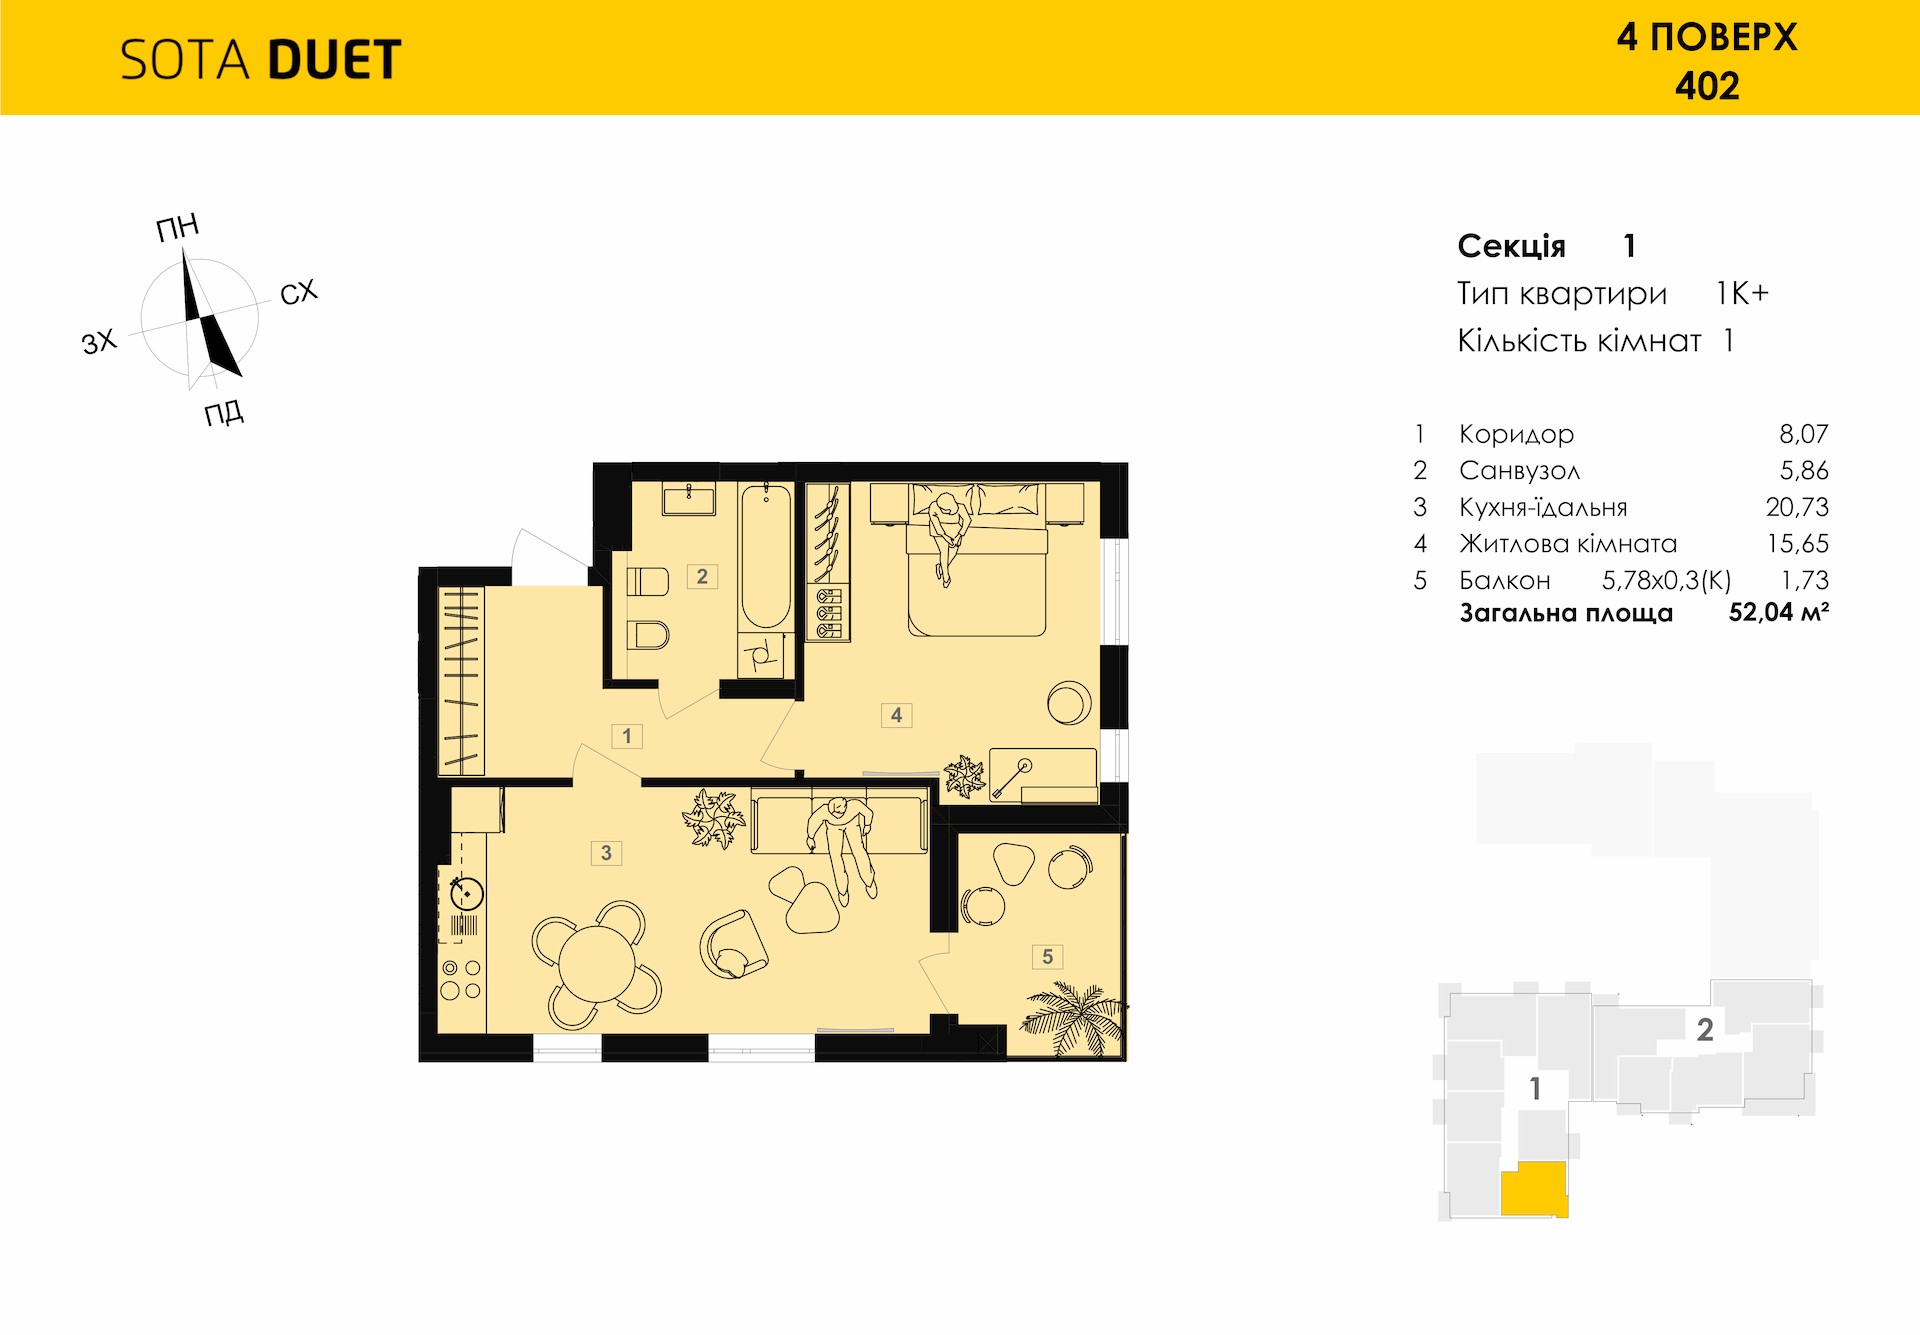 SOTA DUET
4 ПОВЕРХ
402
ПН
СХ
ЗХ
ПД
Секція 1
Тип квартири 1К+
Кількість кімнат 1
1 Коридор 8,07
2 Санвузол 5,86
3 Кухня-їдальня 20,73
4 Житлова кімната 15,65
5 Балкон 5,78х0,3(К) 1,73
Загальна площа 52,04 м²
2
4
1
3
5
2
1